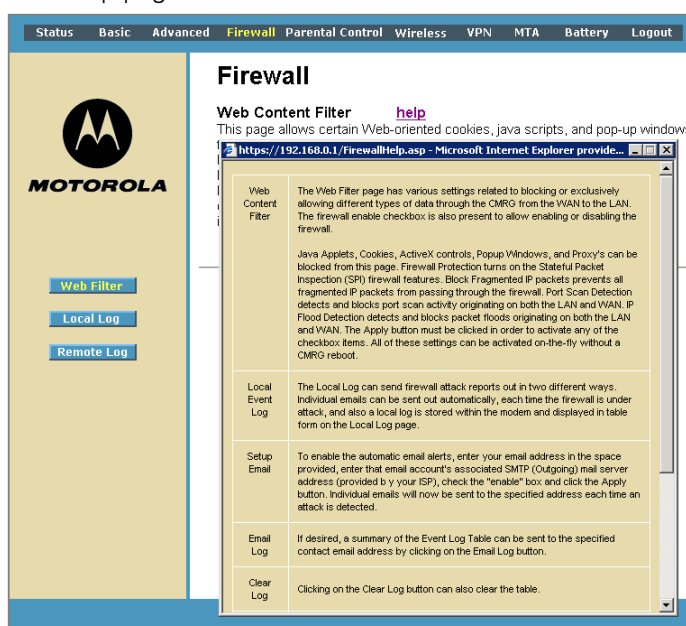 Status Basic Advanced Firewall Parental Control Wireless VPN MTA Battery Logout
Firewall
Web Content Filter help
This page allows certain Web-oriented cookies, java scripts, and pop-up windows
MOTOROLA
Web Filter
Local Log
Remote Log
https://192.168.0.1/FirewallHelp.asp - Microsoft Internet Explorer provide...
Web
Content
Filter
The Web Filter page has various settings related to blocking or exclusively
allowing different types of data through the CMRG from the WAN to the LAN.
The firewall enable checkbox is also present to allow enabling or disabling the
firewall.
Java Applets, Cookies, ActiveX controls, Popup Windows, and Proxy's can be
blocked from this page. Firewall Protection turns on the Stateful Packet
Inspection (SPI) firewall features. Block Fragmented IP packets prevents all
fragmented IP packets from passing through the firewall. Port Scan Detection
detects and blocks port scan activity originating on both the LAN and WAN. IP
Flood Detection detects and blocks packet floods originating on both the LAN
and WAN. The Apply button must be clicked in order to activate any of the
checkbox items. All of these settings can be activated on-the-fly without a
CMRG reboot.
Local
Event
Log
The Local Log can send firewall attack reports out in two different ways.
Individual emails can be sent out automatically, each time the firewall is under
attack, and also a local log is stored within the modem and displayed in table
form on the Local Log page.
Setup
Email
To enable the automatic email alerts, enter your email address in the space
provided, enter that email account's associated SMTP (Outgoing) mail server
address (provided b y your ISP), check the "enable" box and click the Apply
button. Individual emails will now be sent to the specified address each time an
attack is detected.
Email
Log
If desired, a summary of the Event Log Table can be sent to the specified
contact email address by clicking on the Email Log button.
Clear
Log
Clicking on the Clear Log button can also clear the table.